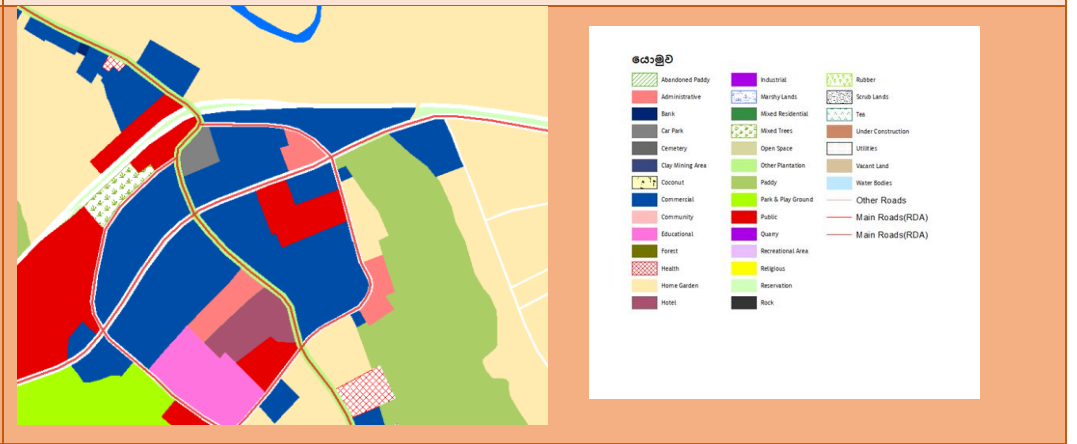 යොමුව
Abandoned Paddy
Administrative
Bank
Car Park
Cemetery
Clay Mining Area
Coconut
Commercial
Community
Educational
Forest
Health
Home Garden
Hotel
Industrial
Marshy Lands
Mixed Residential
Mixed Trees
Open Space
Other Plantation
Paddy
Park & Play Ground
Public
Quarry
Recreational Area
Religious
Reservation
Rock
Rubber
Scrub Lands
Tea
Under Construction
Utilities
Vacant Land
Water Bodies
Other Roads
Main Roads(RDA)
Main Roads(RDA)